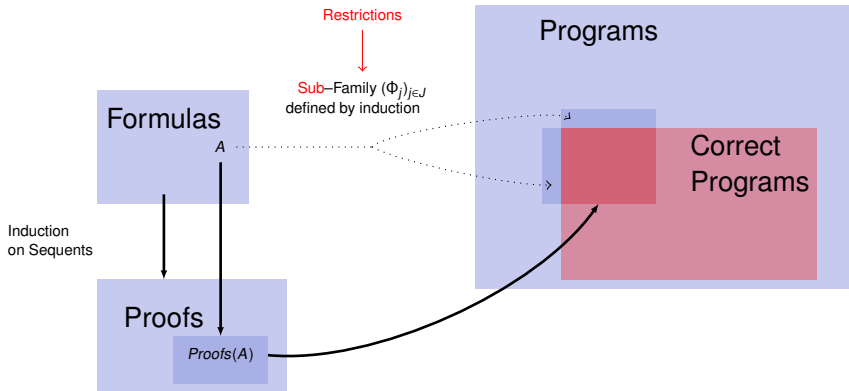 Restrictions
Programs
Sub–Family (Φj)j∈J
defined by induction
Formulas
A
Correct
Programs
Induction
on Sequents
Proofs
Proofs(A)